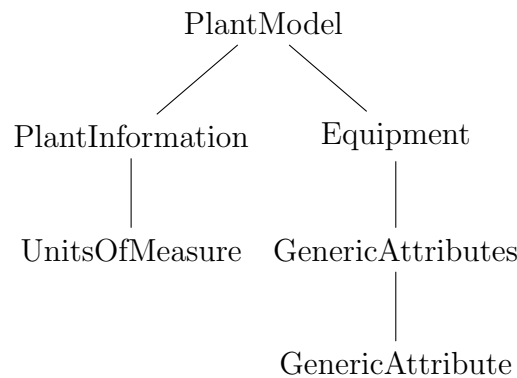 PlantModel
PlantInformation
Equipment
UnitsOfMeasure
GenericAttributes
GenericAttribute